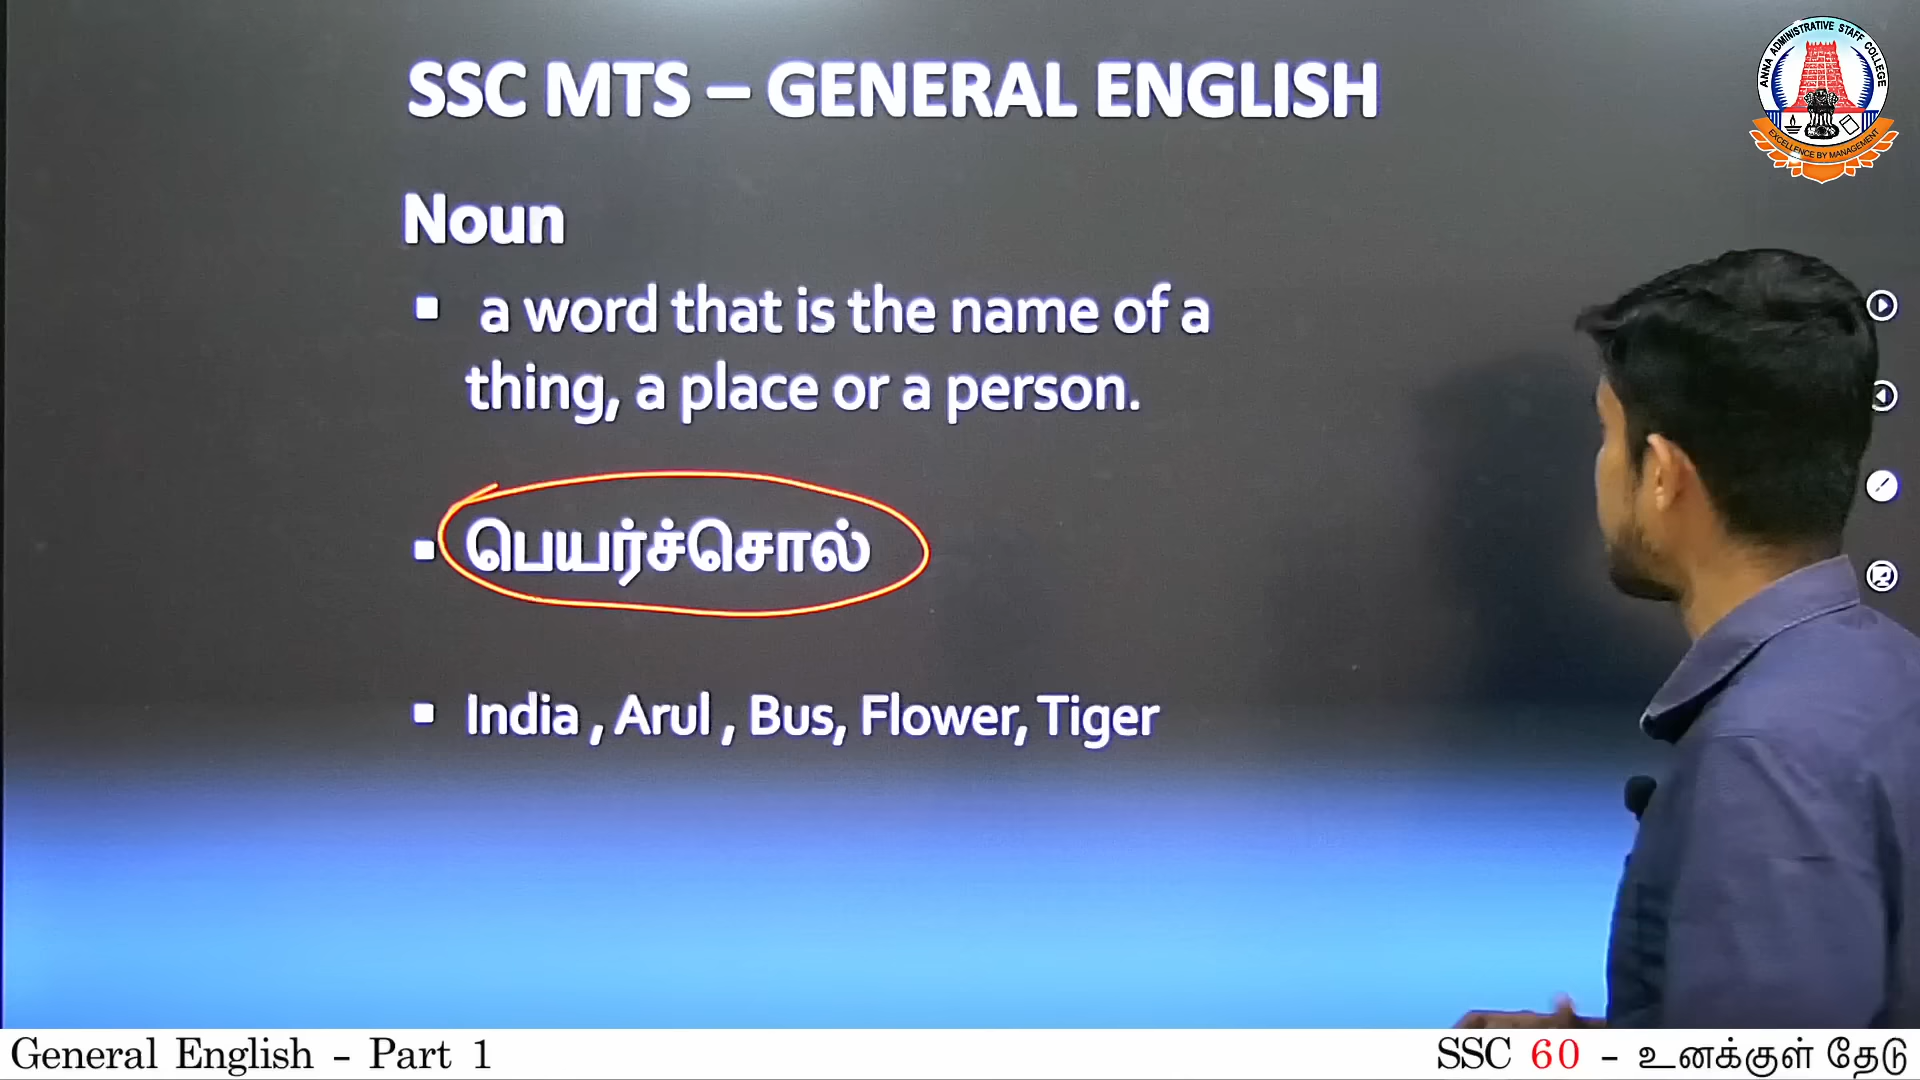 SSC MTS – GENERAL ENGLISH
ANNA ADMINISTRATIVE STAFF COLLEGE
EXCELLENCE BY MANAGEMENT
Noun
▪ a word that is the name of a
thing, a place or a person.
▪ பெயர்ச்சொல்
▪ India , Arul , Bus, Flower, Tiger
General English - Part 1
SSC 60 - உனக்குள் தேடு